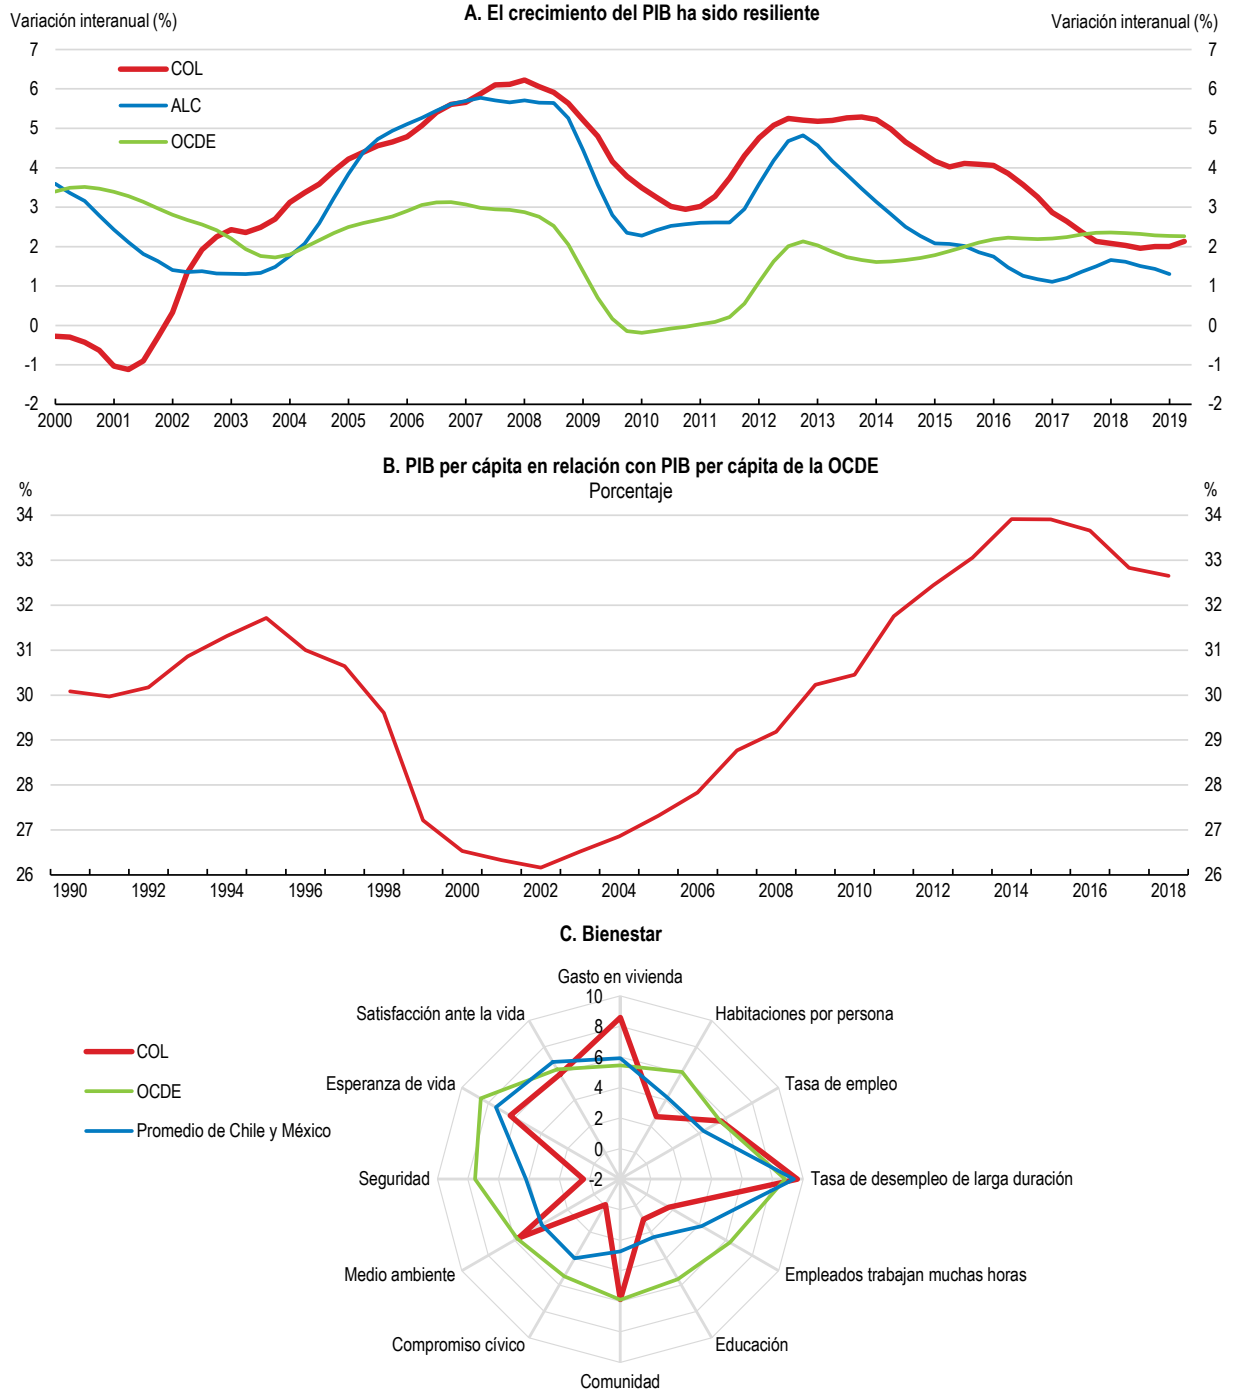 A. El crecimiento del PIB ha sido resiliente
Variación interanual (%)
Variación interanual (%)
7
6
5
4
3
2
1
0
-1
-2
7
6
5
4
3
2
1
0
-1
-2
COL
ALC
OCDE
2000 2001 2002 2003 2004 2005 2006 2007 2008 2009 2010 2011 2012 2013 2014 2015 2016 2017 2018 2019
B. PIB per cápita en relación con PIB per cápita de la OCDE
Porcentaje
%
%
34
33
32
31
30
29
28
27
26
34
33
32
31
30
29
28
27
26
1990 1992 1994 1996 1998 2000 2002 2004 2006 2008 2010 2012 2014 2016 2018
C. Bienestar
COL
OCDE
Promedio de Chile y México
Gasto en vivienda
Habitaciones por persona
Tasa de empleo
Tasa de desempleo de larga duración
Empleados trabajan muchas horas
Educación
Comunidad
Compromiso cívico
Medio ambiente
Seguridad
Esperanza de vida
Satisfacción ante la vida
10
8
6
4
2
0
-2